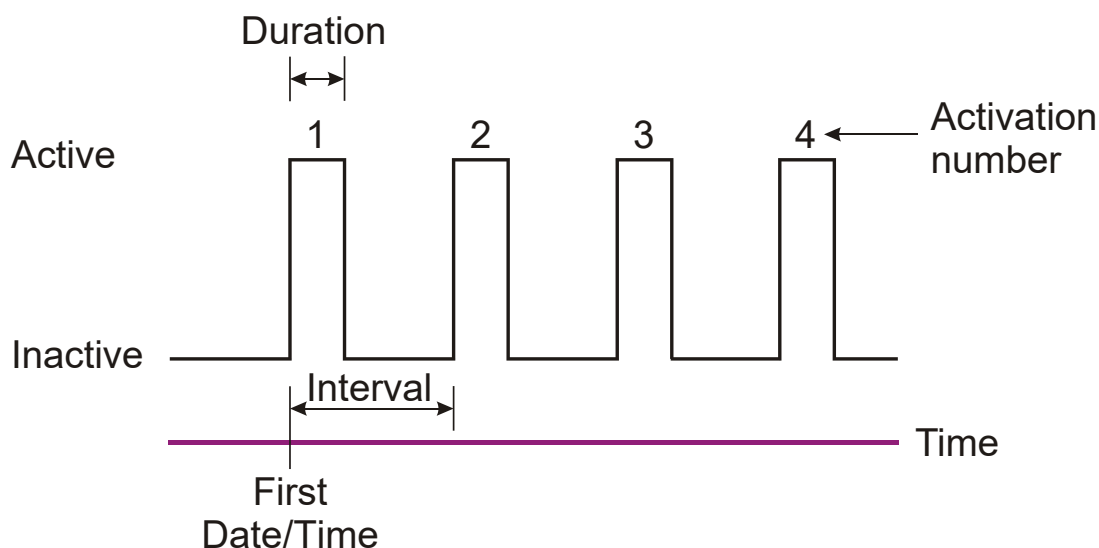 Duration
1
2
3
4
Activation
number
Active
Inactive
Interval
Time
First
Date/Time